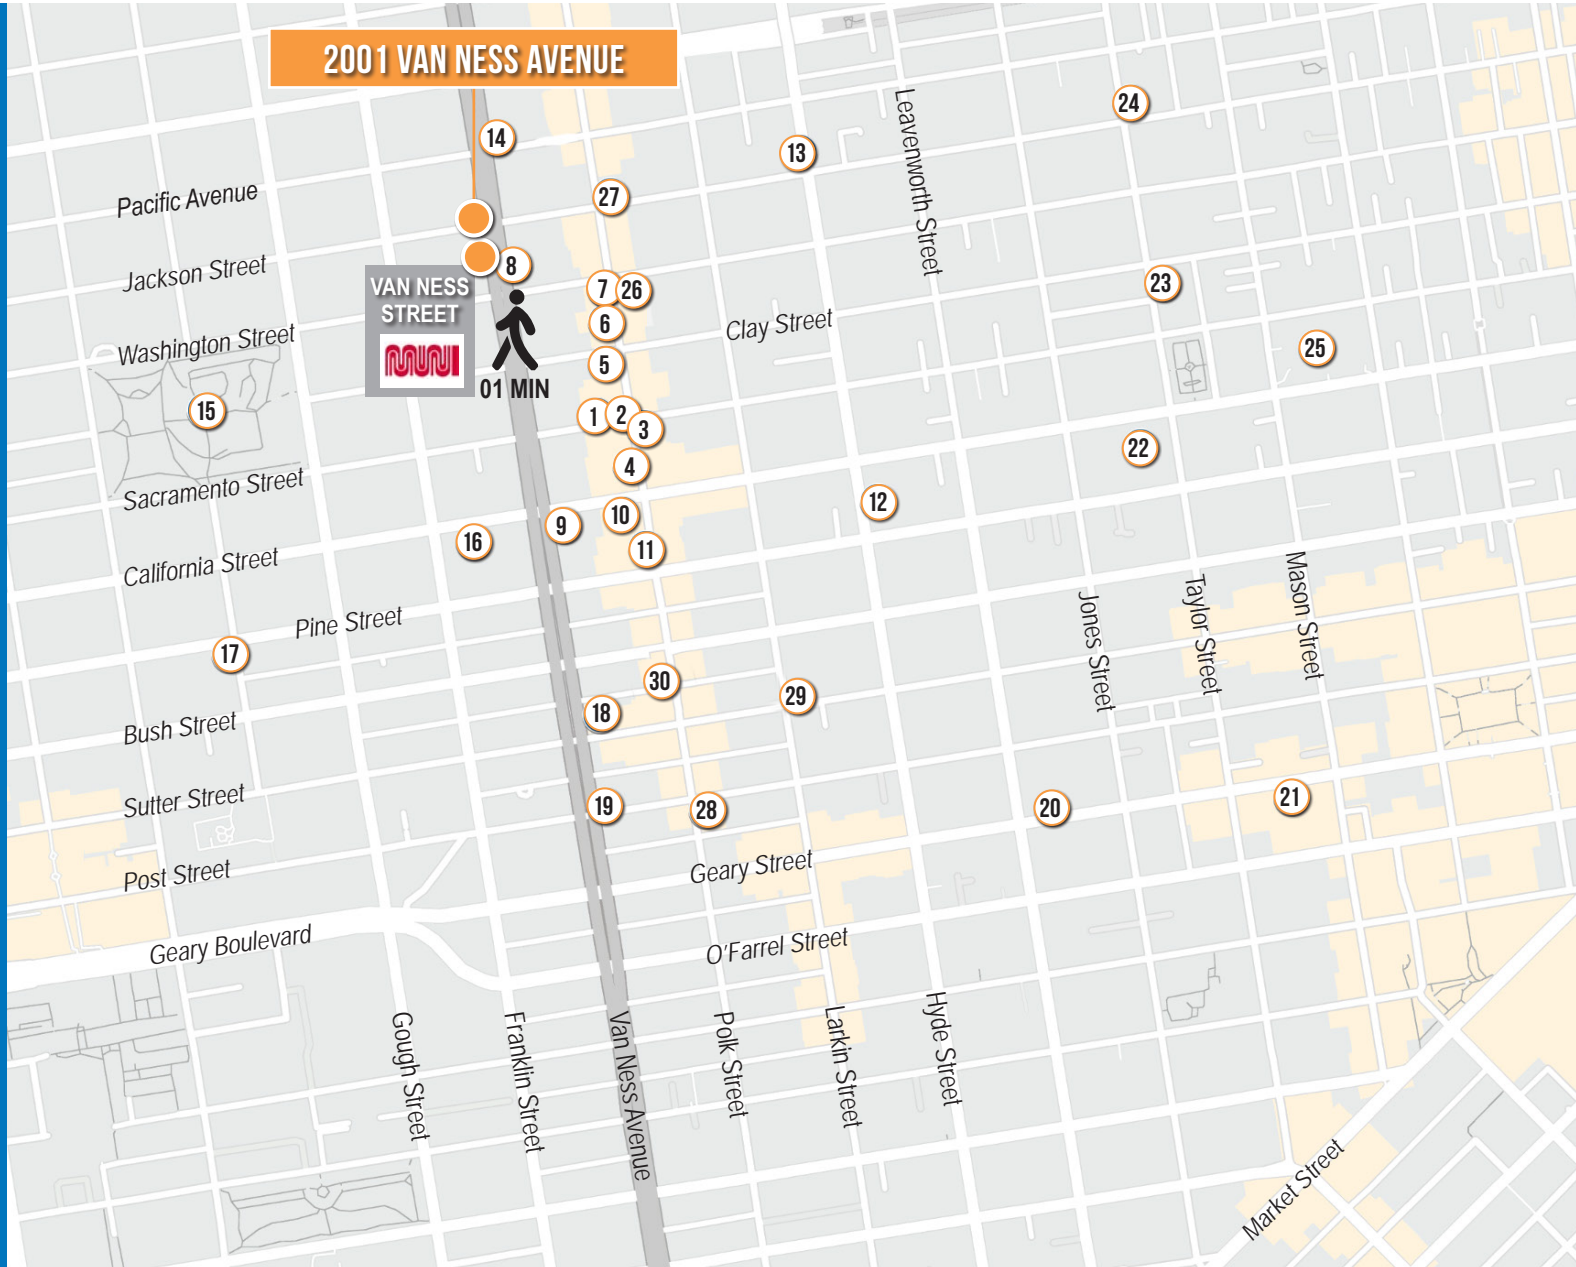 2001 VAN NESS AVENUE
14
24
13
Leavenworth Street
Pacific Avenue
27
Jackson Street
8
VAN NESS
STREET
MUNI
01 MIN
7
26
23
6
Clay Street
Washington Street
25
5
15
1
2
3
22
4
Sacramento Street
12
10
9
16
11
California Street
Pine Street
Jones Street
Taylor Street
Mason Street
17
30
29
18
Bush Street
Sutter Street
19
28
20
21
Post Street
Geary Street
Geary Boulevard
O'Farrel Street
Gough Street
Franklin Street
Van Ness Avenue
Polk Street
Larkin Street
Hyde Street
Market Street